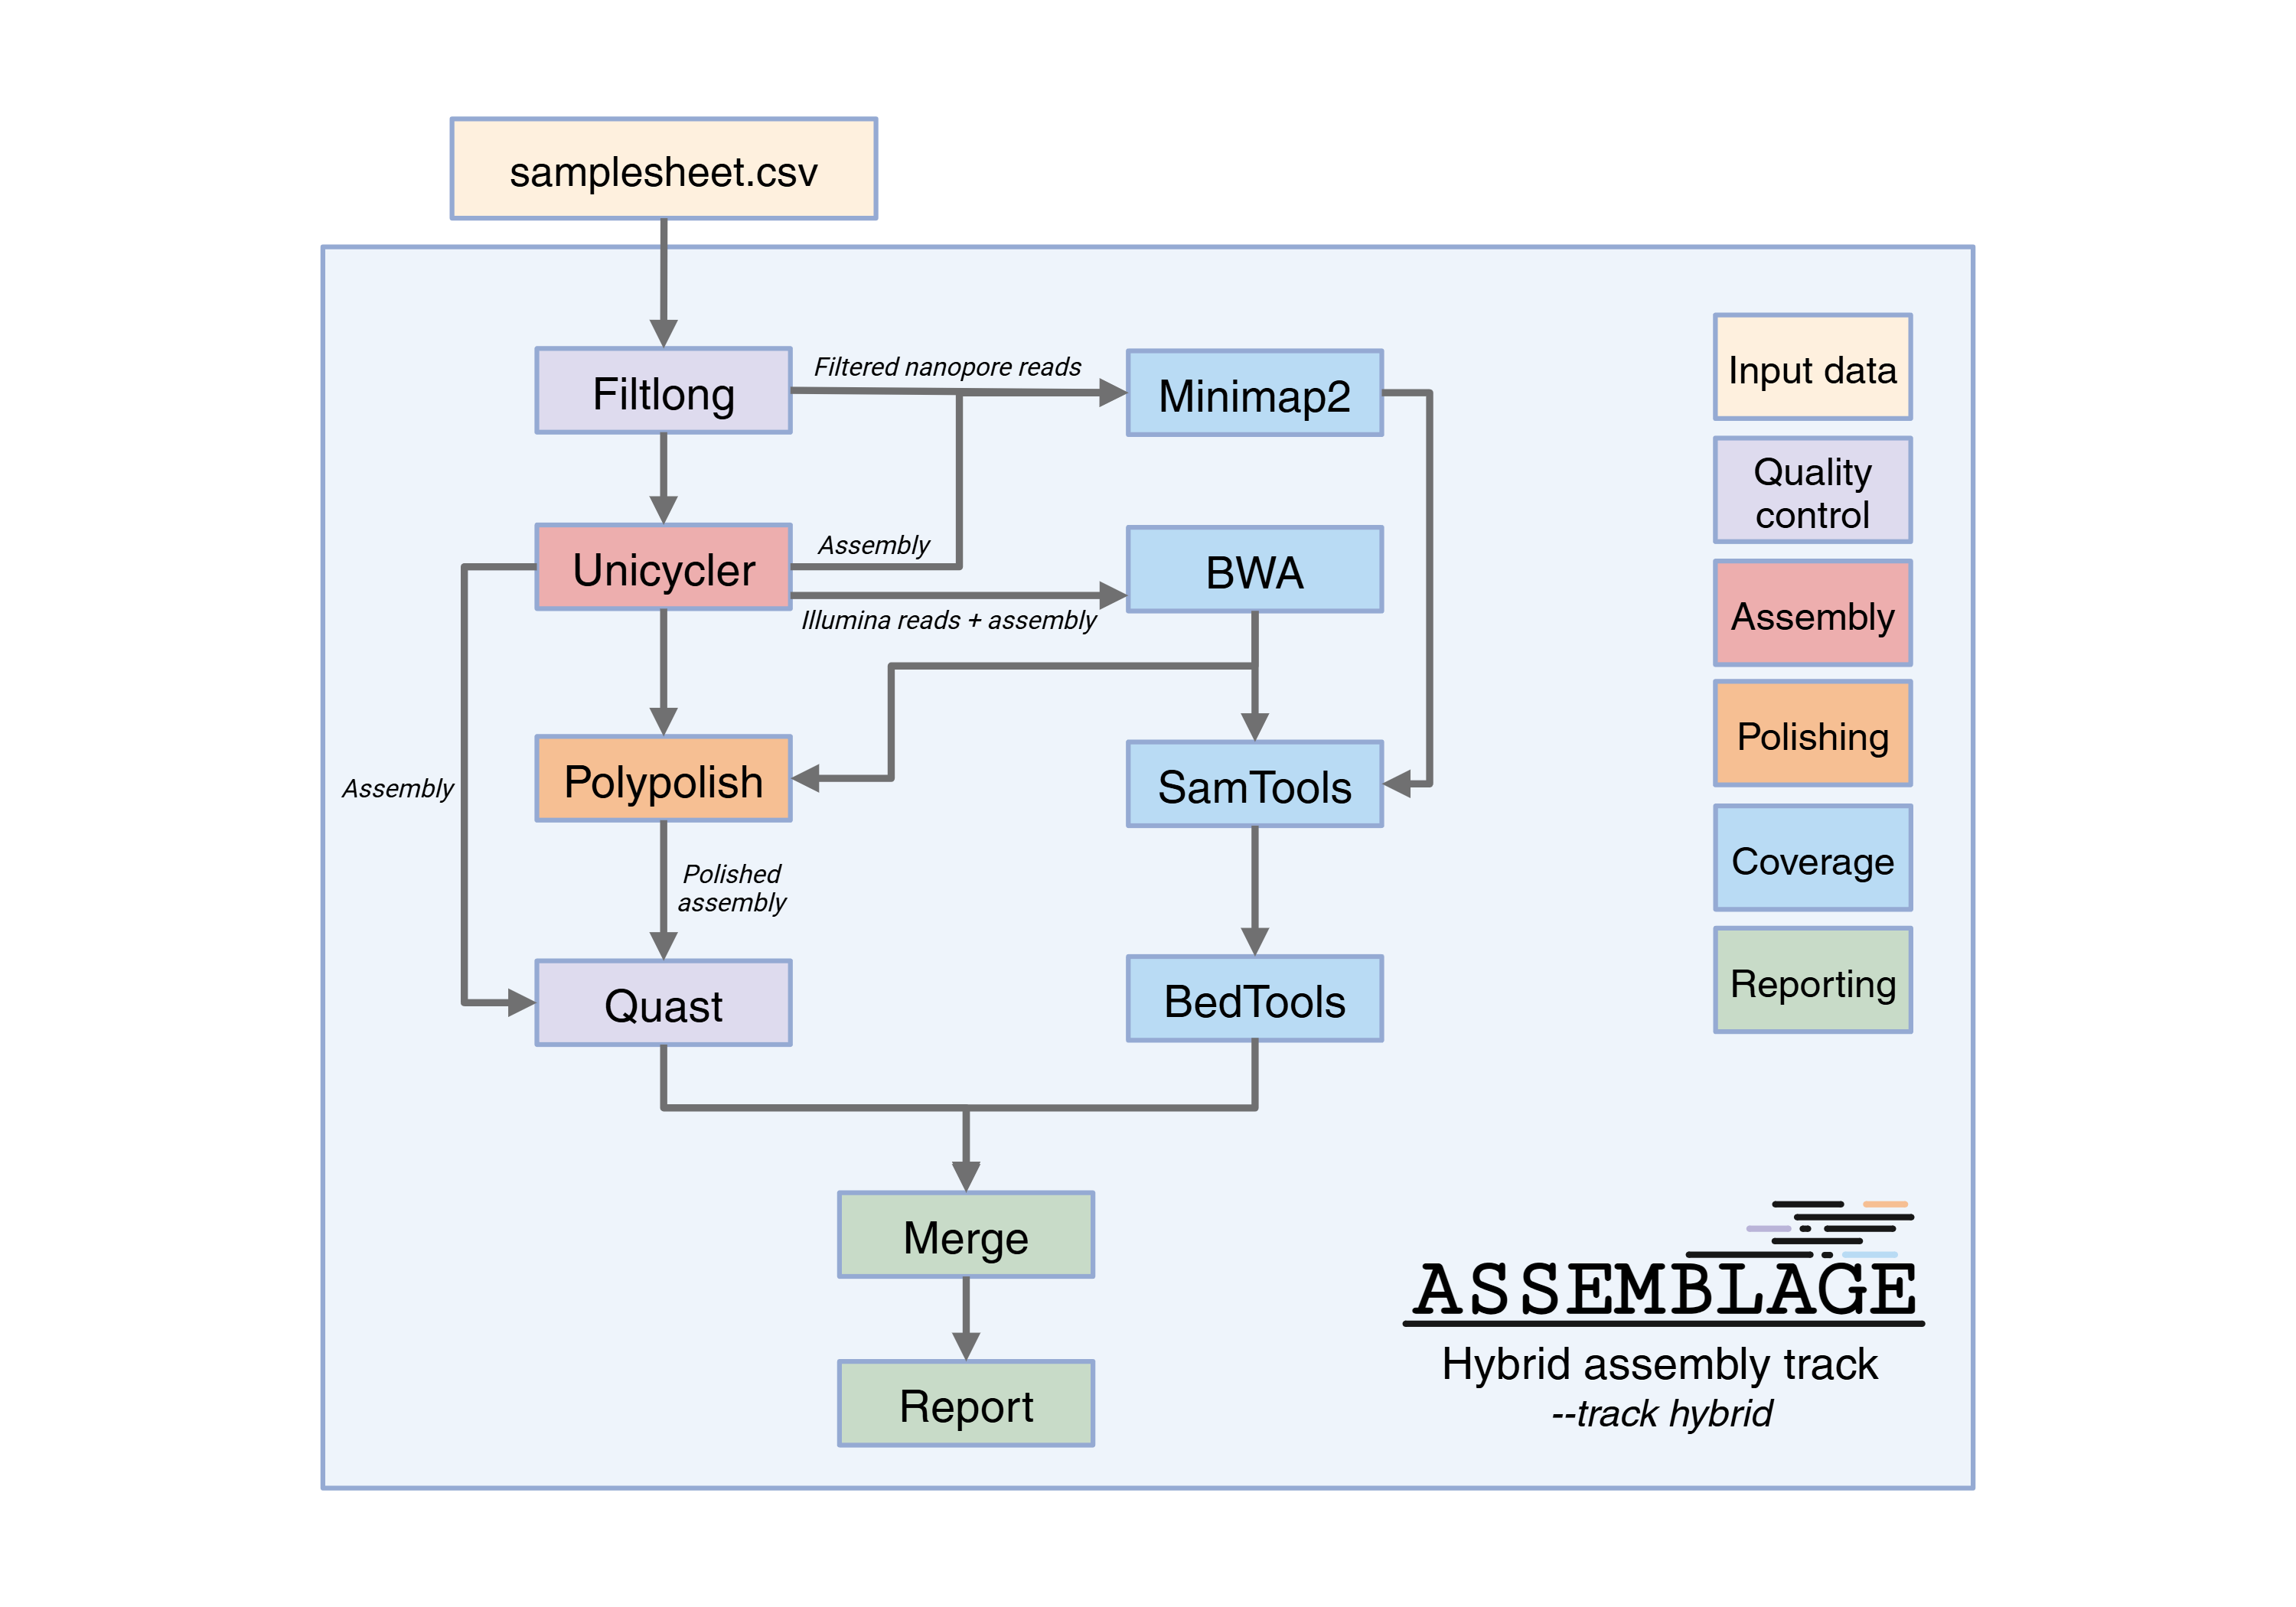 samplesheet.csv
Filtlong
Filtered nanopore reads
Minimap2
Unicycler
Assembly
Illumina reads + assembly
BWA
Assembly
Polypolish
SamTools
Polished
assembly
Quast
BedTools
Merge
Report
Input data
Quality
control
Assembly
Polishing
Coverage
Reporting
ASSEMBLAGE
Hybrid assembly track
--track hybrid